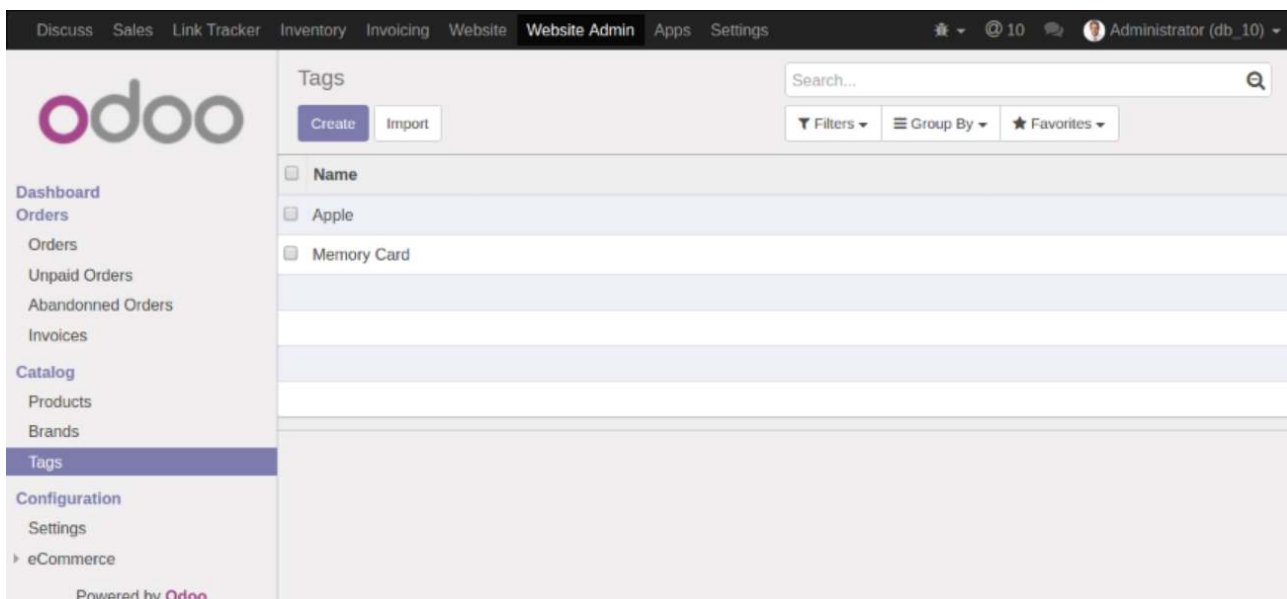 Discuss Sales Link Tracker Inventory Invoicing Website Website Admin Apps Settings @ 10 Administrator (db_10)
odoo
Tags
Search...
Create Import
Filters Group By Favorites
Name
Apple
Memory Card
Dashboard
Orders
Orders
Unpaid Orders
Abandonned Orders
Invoices
Catalog
Products
Brands
Tags
Configuration
Settings
eCommerce
Powered by Odoo